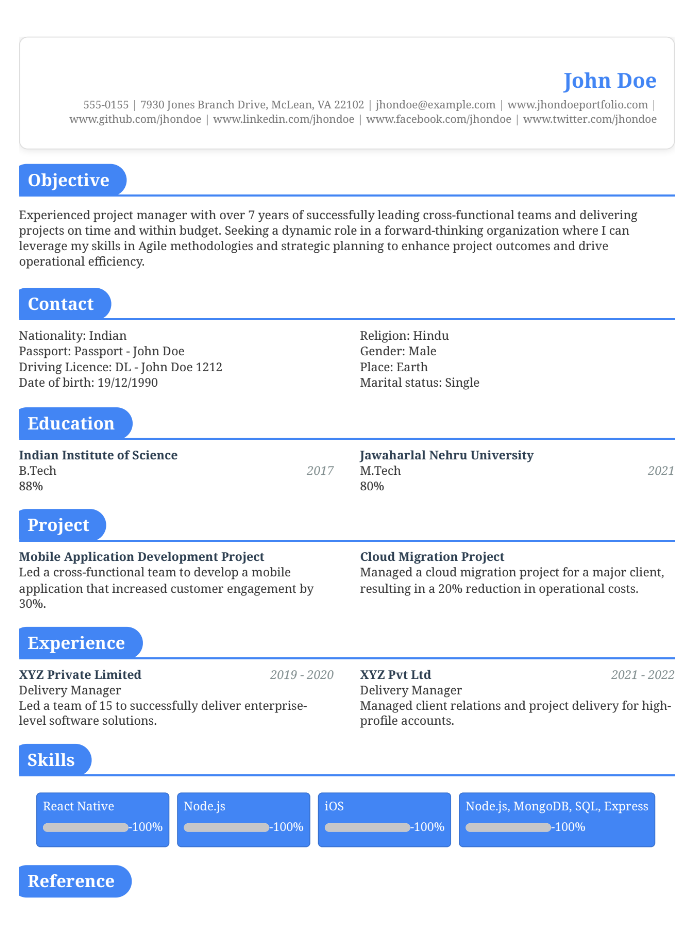 John Doe
555-0155 | 7930 Jones Branch Drive, McLean, VA 22102 | jhondoe@example.com | www.jhondoeportfolio.com |
www.github.com/jhondoe | www.linkedin.com/jhondoe | www.facebook.com/jhondoe | www.twitter.com/jhondoe
Objective
Experienced project manager with over 7 years of successfully leading cross-functional teams and delivering
projects on time and within budget. Seeking a dynamic role in a forward-thinking organization where I can
leverage my skills in Agile methodologies and strategic planning to enhance project outcomes and drive
operational efficiency.
Contact
Nationality: Indian
Passport: Passport - John Doe
Driving Licence: DL - John Doe 1212
Date of birth: 19/12/1990
Religion: Hindu
Gender: Male
Place: Earth
Marital status: Single
Education
Indian Institute of Science
B.Tech 2017
88%
Jawaharlal Nehru University
M.Tech 2021
80%
Project
Mobile Application Development Project
Led a cross-functional team to develop a mobile
application that increased customer engagement by
30%.
Cloud Migration Project
Managed a cloud migration project for a major client,
resulting in a 20% reduction in operational costs.
Experience
XYZ Private Limited 2019 - 2020
Delivery Manager
Led a team of 15 to successfully deliver enterprise-
level software solutions.
XYZ Pvt Ltd 2021 - 2022
Delivery Manager
Managed client relations and project delivery for high-
profile accounts.
Skills
React Native
-100%
Node.js
-100%
iOS
-100%
Node.js, MongoDB, SQL, Express
-100%
Reference